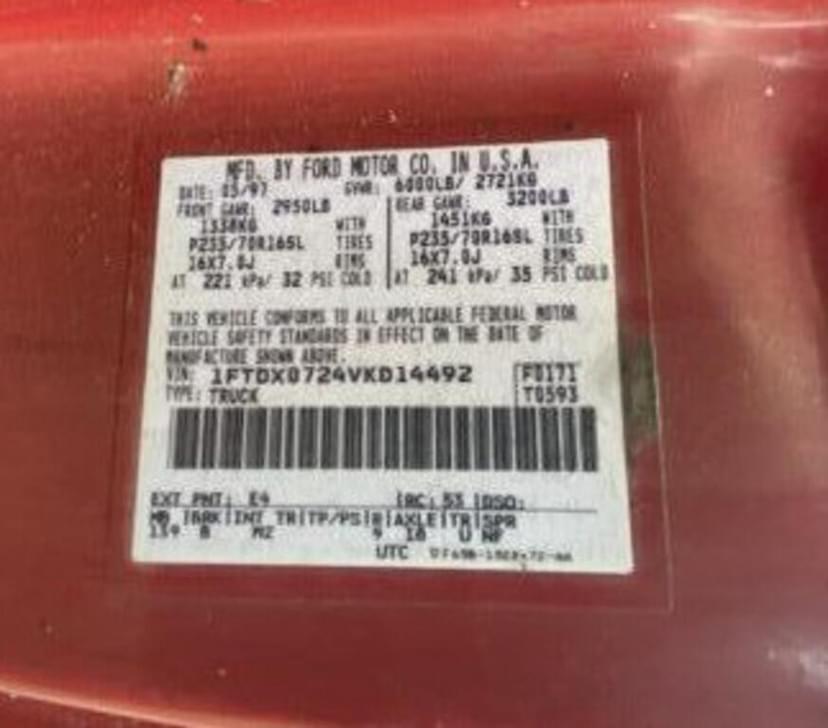 MFD. BY FORD MOTOR CO. IN U.S.A.
DATE: 05/97 GVWR: 6000LB/ 2721KG
FRONT GAWR: 2950LB REAR GAWR: 3200LB
1338KG WITH 1451KG WITH
P235/70R16SL TIRES P235/70R16SL TIRES
16X7.0J RIMS 16X7.0J RIMS
AT 221 kPa/ 32 PSI COLD AT 241 kPa/ 35 PSI COLD
THIS VEHICLE CONFORMS TO ALL APPLICABLE FEDERAL MOTOR
VEHICLE SAFETY STANDARDS IN EFFECT ON THE DATE OF
MANUFACTURE SHOWN ABOVE.
VIN: 1FTDX0724VKD14492 F0171
TYPE: TRUCK T0593
EXT PNT: E4 RC: 53 DSO:
WB BRK INT TR TP/PS R AXLE TR SPR
139 B MZ 9 18 U NF
UTC